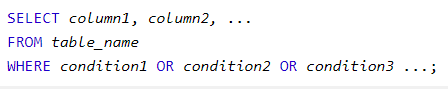 SELECT column1, column2, ...
FROM table_name
WHERE condition1 OR condition2 OR condition3 ...;